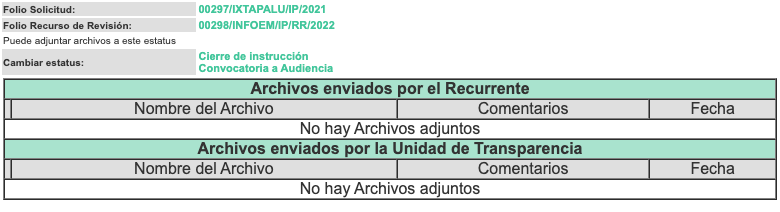 Folio Solicitud: 00297/IXTAPALU/IP/2021
Folio Recurso de Revisión: 00298/INFOEM/IP/RR/2022
Puede adjuntar archivos a este estatus
Cambiar estatus: Cierre de instrucción
Convocatoria a Audiencia
Archivos enviados por el Recurrente
Nombre del Archivo Comentarios Fecha
No hay Archivos adjuntos
Archivos enviados por la Unidad de Transparencia
Nombre del Archivo Comentarios Fecha
No hay Archivos adjuntos